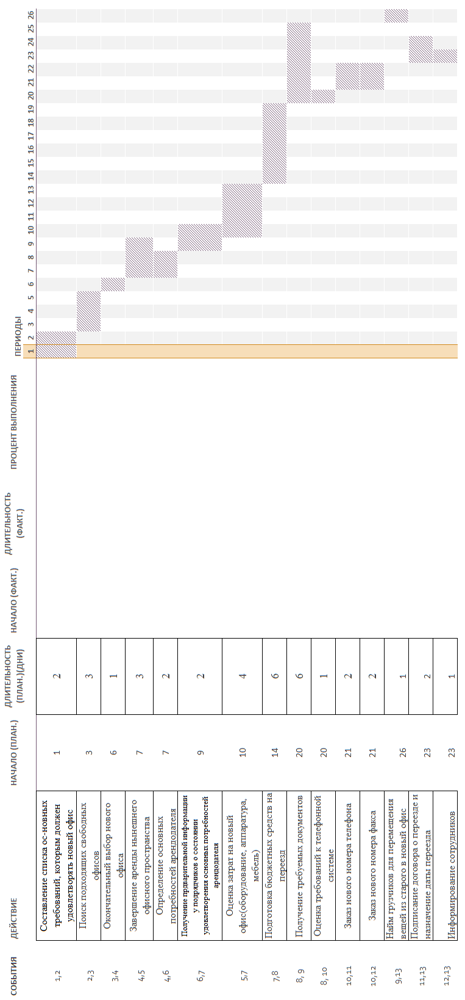 СОБЫТИЯ ДЕЙСТВИЕ НАЧАЛО (ПЛАН.) ДЛИТЕЛЬНОСТЬ
(ПЛАН.)(ДНИ) НАЧАЛО (ФАКТ.) ДЛИТЕЛЬНОСТЬ
(ФАКТ.) ПРОЦЕНТ ВЫПОЛНЕНИЯ ПЕРИОДЫ
1 2 3 4 5 6 7 8 9 10 11 12 13 14 15 16 17 18 19 20 21 22 23 24 25 26
1,2 Составление списка ос-новных
требований, которым должен
удовлетворять новый офис 1 2
2,3 Поиск подходящих свободных
офисов 3 3
3,4 Окончательный выбор нового
офиса 6 1
4,5 Завершение аренды нынешнего
офисного пространства 7 3
4,6 Определение основных
потребностей арендодателя 7 2
6,7 Получение прдварительной информации
у подрядчиков о состоянии
удовлетворения основных потребностей
арендодателя 9 2
5,7 Оценка затрат на новый
офис(оборудование, аппаратура,
мебель) 10 4
7,8 Подготовка бюджетных средств на
переезд 14 6
8, 9 Получение требуемых документов 20 6
8, 10 Оценка требований к телефонной
системе 20 1
10,11 Заказ нового номера телефона 21 2
10,12 Заказ нового номера факса 21 2
9,13 Найм грузчиков для перемещения
вещей из старого в новый офис 26 1
11,13 Подписание договора о переезде и
назначение даты переезда 23 2
12,13 Информирование сотрудников 23 1